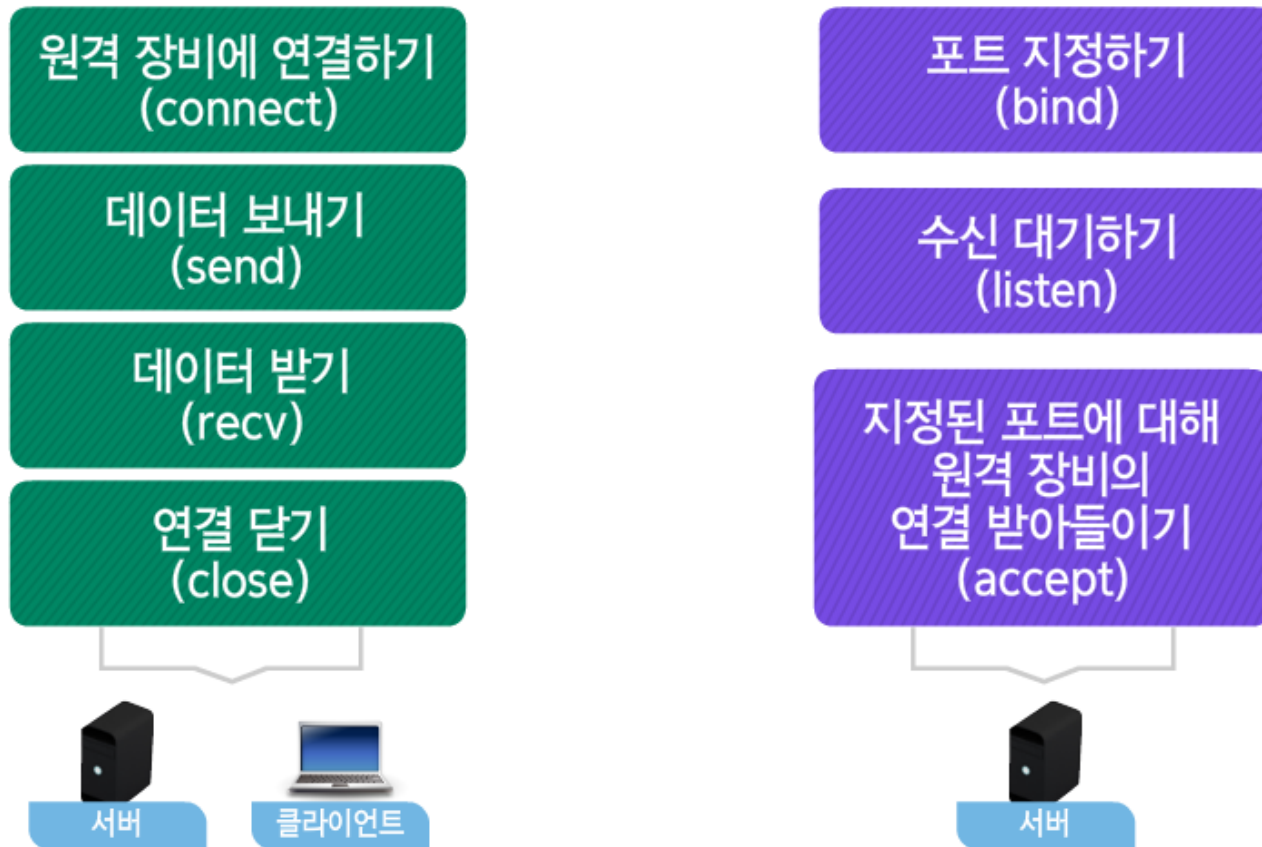 원격 장비에 연결하기
(connect)
데이터 보내기
(send)
데이터 받기
(recv)
연결 닫기
(close)
서버
클라이언트
포트 지정하기
(bind)
수신 대기하기
(listen)
지정된 포트에 대해
원격 장비의
연결 받아들이기
(accept)
서버